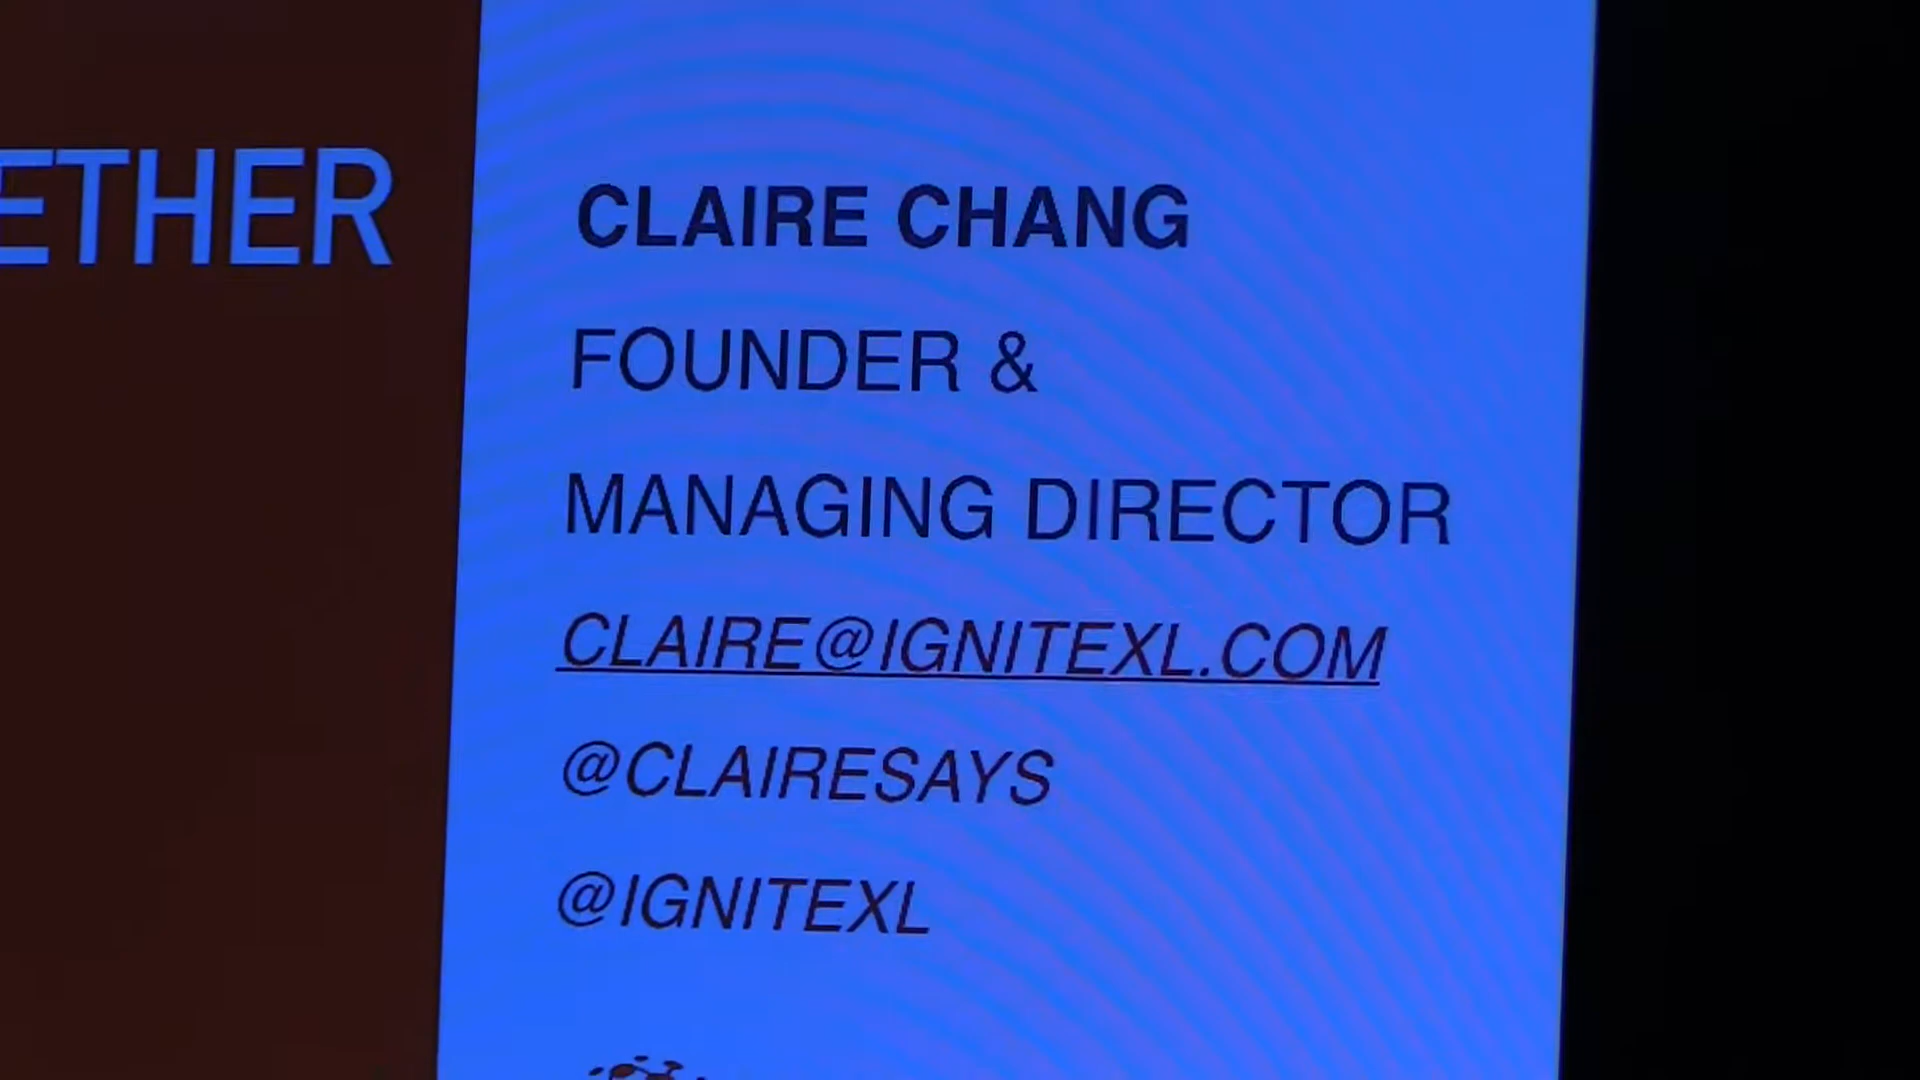 ETHER
CLAIRE CHANG
FOUNDER &
MANAGING DIRECTOR
CLAIRE@IGNITEXL.COM
@CLAIRESAYS
@IGNITEXL